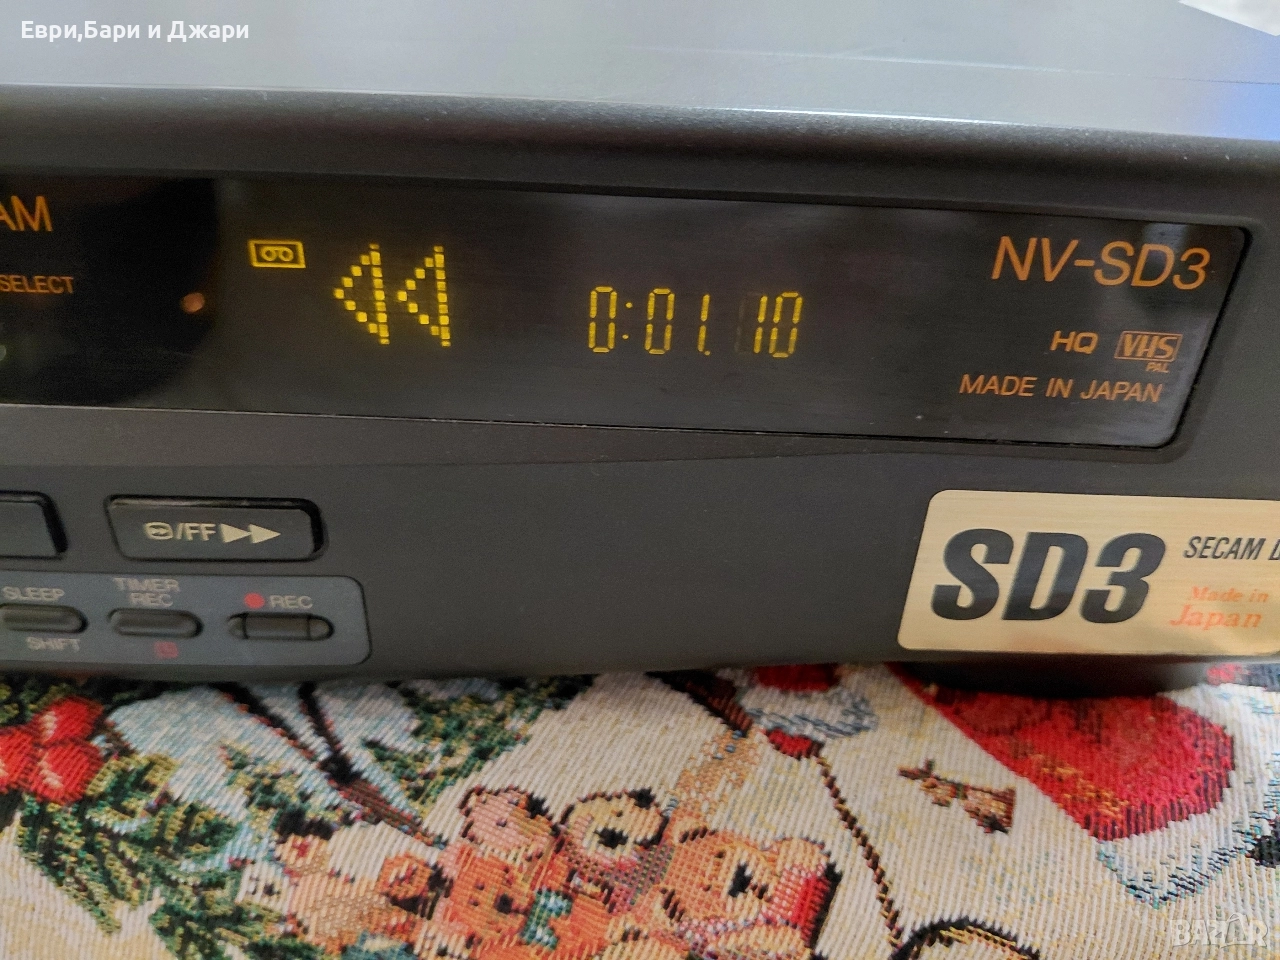 Еври,Бари и Джари
AM
SELECT
0:01.10
NV-SD3
HQ VHS
PAL
MADE IN JAPAN
/FF
SLEEP
TIMER
REC
REC
SHIFT
SD3
SECAM
Made in
Japan
BAZAR